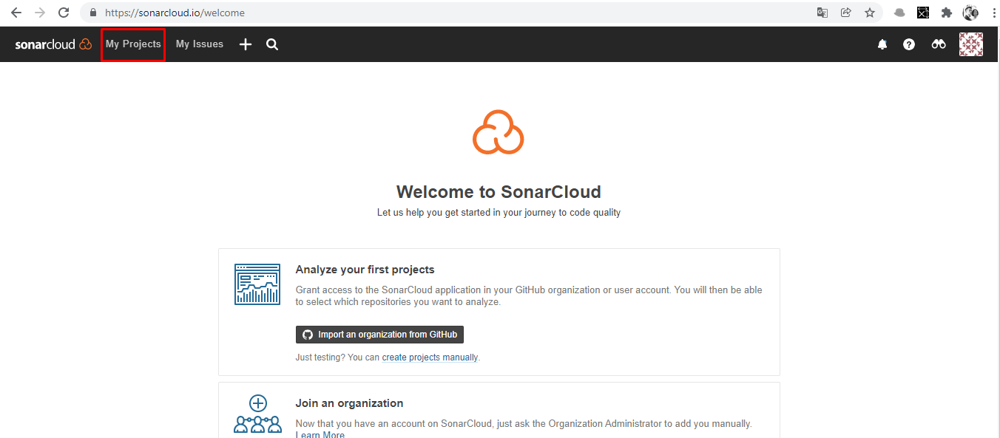 https://sonarcloud.io/welcome
sonarcloud My Projects My Issues
Welcome to SonarCloud
Let us help you get started in your journey to code quality
Analyze your first projects
Grant access to the SonarCloud application in your GitHub organization or user account. You will then be able
to select which repositories you want to analyze.
Import an organization from GitHub
Just testing? You can create projects manually.
Join an organization
Now that you have an account on SonarCloud, just ask the Organization Administrator to add you manually.
Learn More